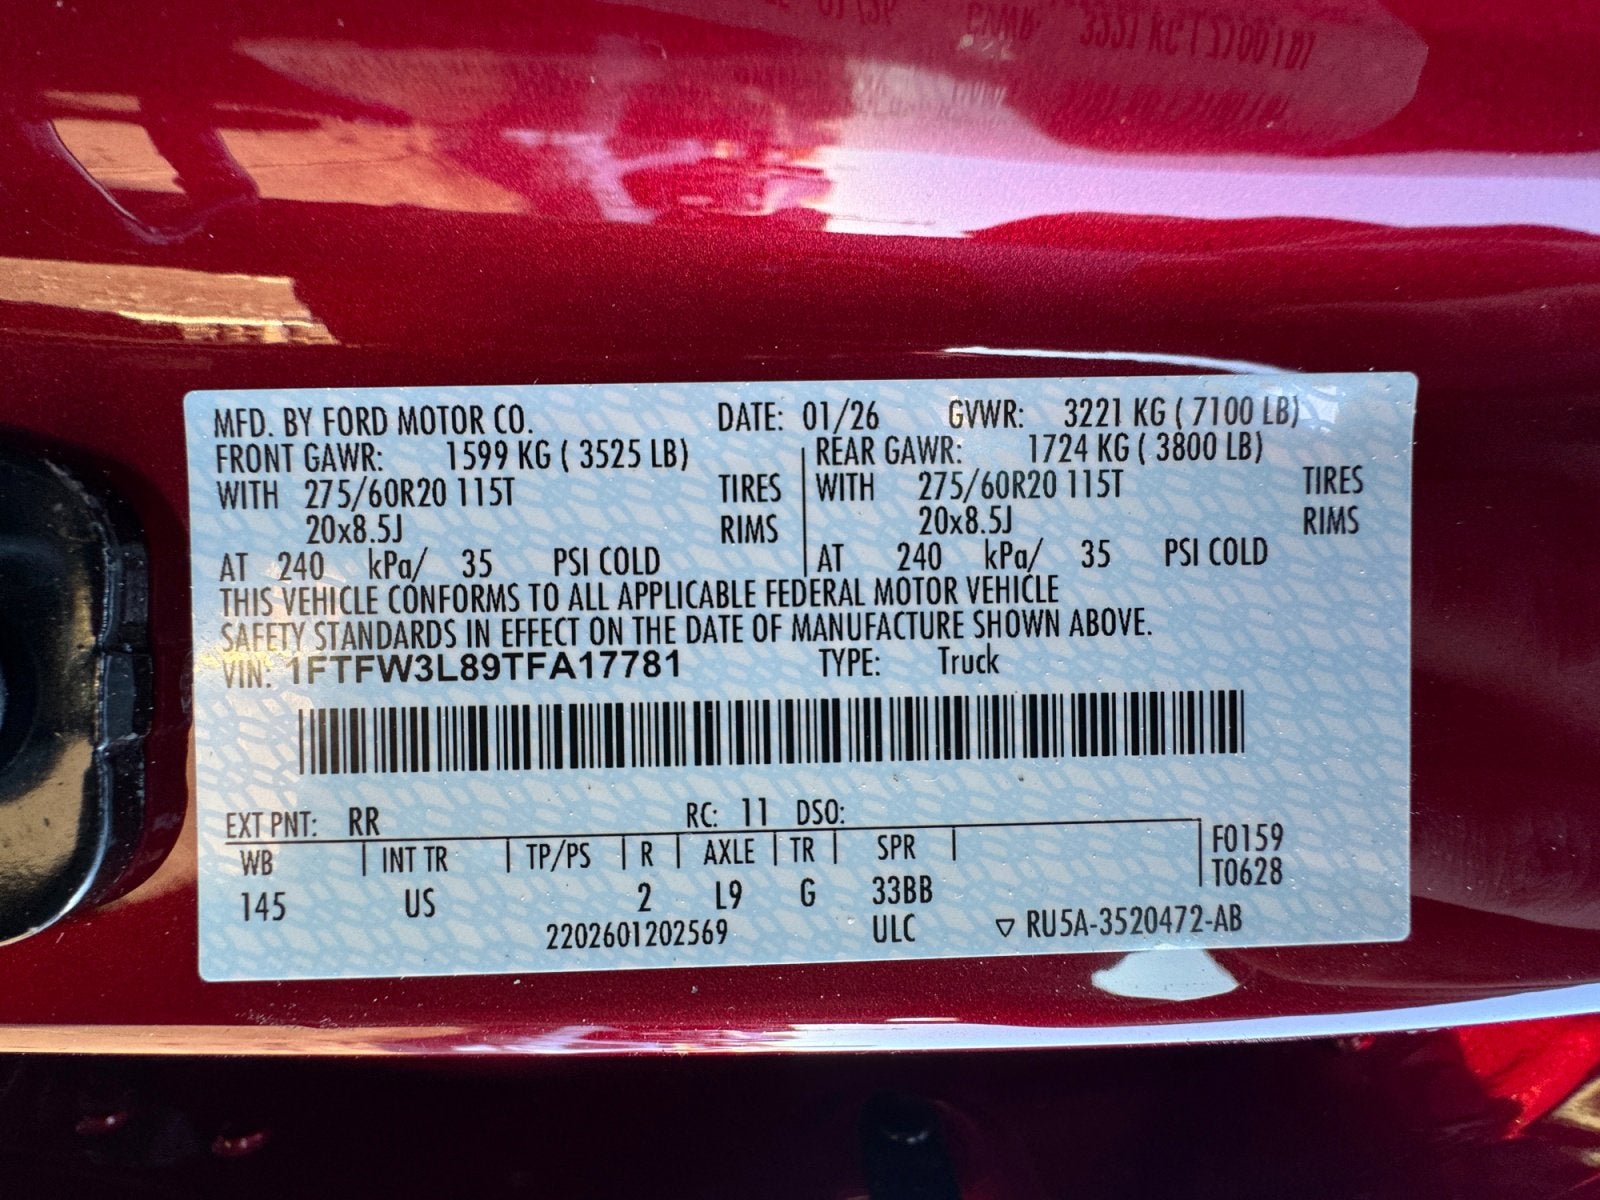 MFD. BY FORD MOTOR CO. DATE: 01/26 GVWR: 3221 KG ( 7100 LB)
FRONT GAWR: 1599 KG ( 3525 LB) REAR GAWR: 1724 KG ( 3800 LB)
WITH 275/60R20 115T TIRES WITH 275/60R20 115T TIRES
20x8.5J RIMS 20x8.5J RIMS
AT 240 kPa/ 35 PSI COLD AT 240 kPa/ 35 PSI COLD
THIS VEHICLE CONFORMS TO ALL APPLICABLE FEDERAL MOTOR VEHICLE
SAFETY STANDARDS IN EFFECT ON THE DATE OF MANUFACTURE SHOWN ABOVE.
VIN: 1FTFW3L89TFA17781 TYPE: Truck
EXT PNT: RR RC: 11 DSO:
WB INT TR TP/PS R AXLE TR SPR F0159
145 US 2 L9 G 33BB T0628
2202601202569 ULC ▽ RU5A-3520472-AB